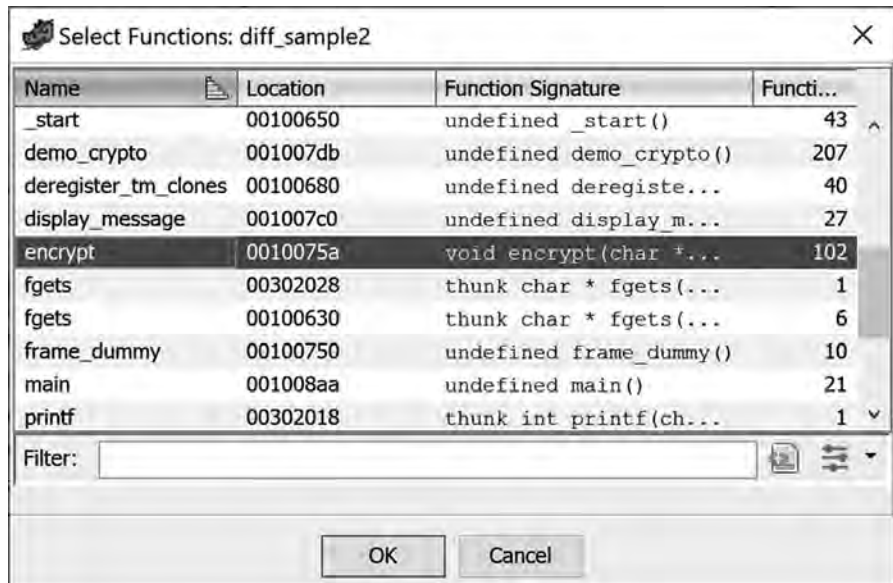 Select Functions: diff_sample2
Name Location Function Signature Functi...
_start 00100650 undefined _start() 43
demo_crypto 001007db undefined demo_crypto() 207
deregister_tm_clones 00100680 undefined deregiste... 40
display_message 001007c0 undefined display_m... 27
encrypt 0010075a void encrypt(char *... 102
fgets 00302028 thunk char * fgets(... 1
fgets 00100630 thunk char * fgets(... 6
frame_dummy 00100750 undefined frame_dummy() 10
main 001008aa undefined main() 21
printf 00302018 thunk int printf(ch... 1
Filter:
OK Cancel